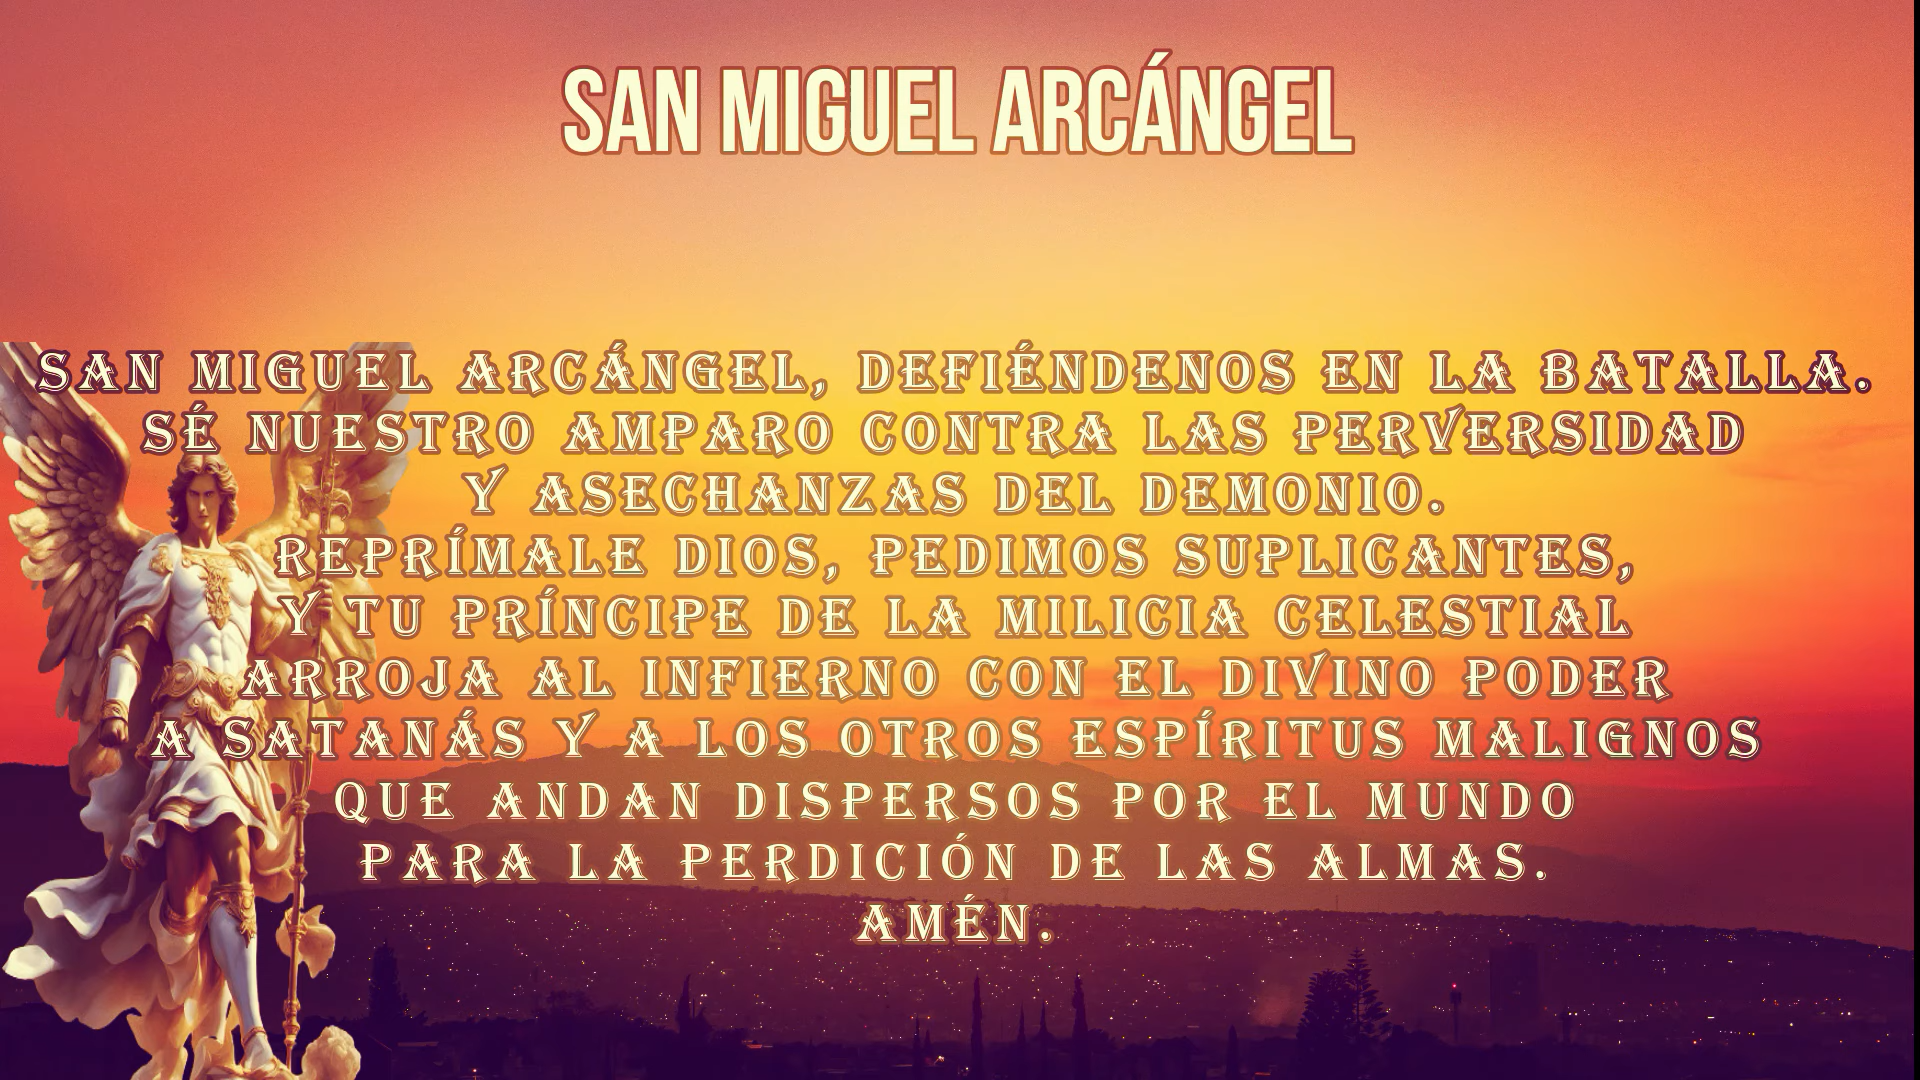 SAN MIGUEL ARCÁNGEL
SAN MIGUEL ARCÁNGEL, DEFIÉNDENOS EN LA BATALLA.
SÉ NUESTRO AMPARO CONTRA LAS PERVERSIDAD
Y ASECHANZAS DEL DEMONIO.
REPRÍMALE DIOS, PEDIMOS SUPLICANTES,
Y TU PRÍNCIPE DE LA MILICIA CELESTIAL
ARROJA AL INFIERNO CON EL DIVINO PODER
A SATANÁS Y A LOS OTROS ESPÍRITUS MALIGNOS
QUE ANDAN DISPERSOS POR EL MUNDO
PARA LA PERDICIÓN DE LAS ALMAS.
AMÉN.